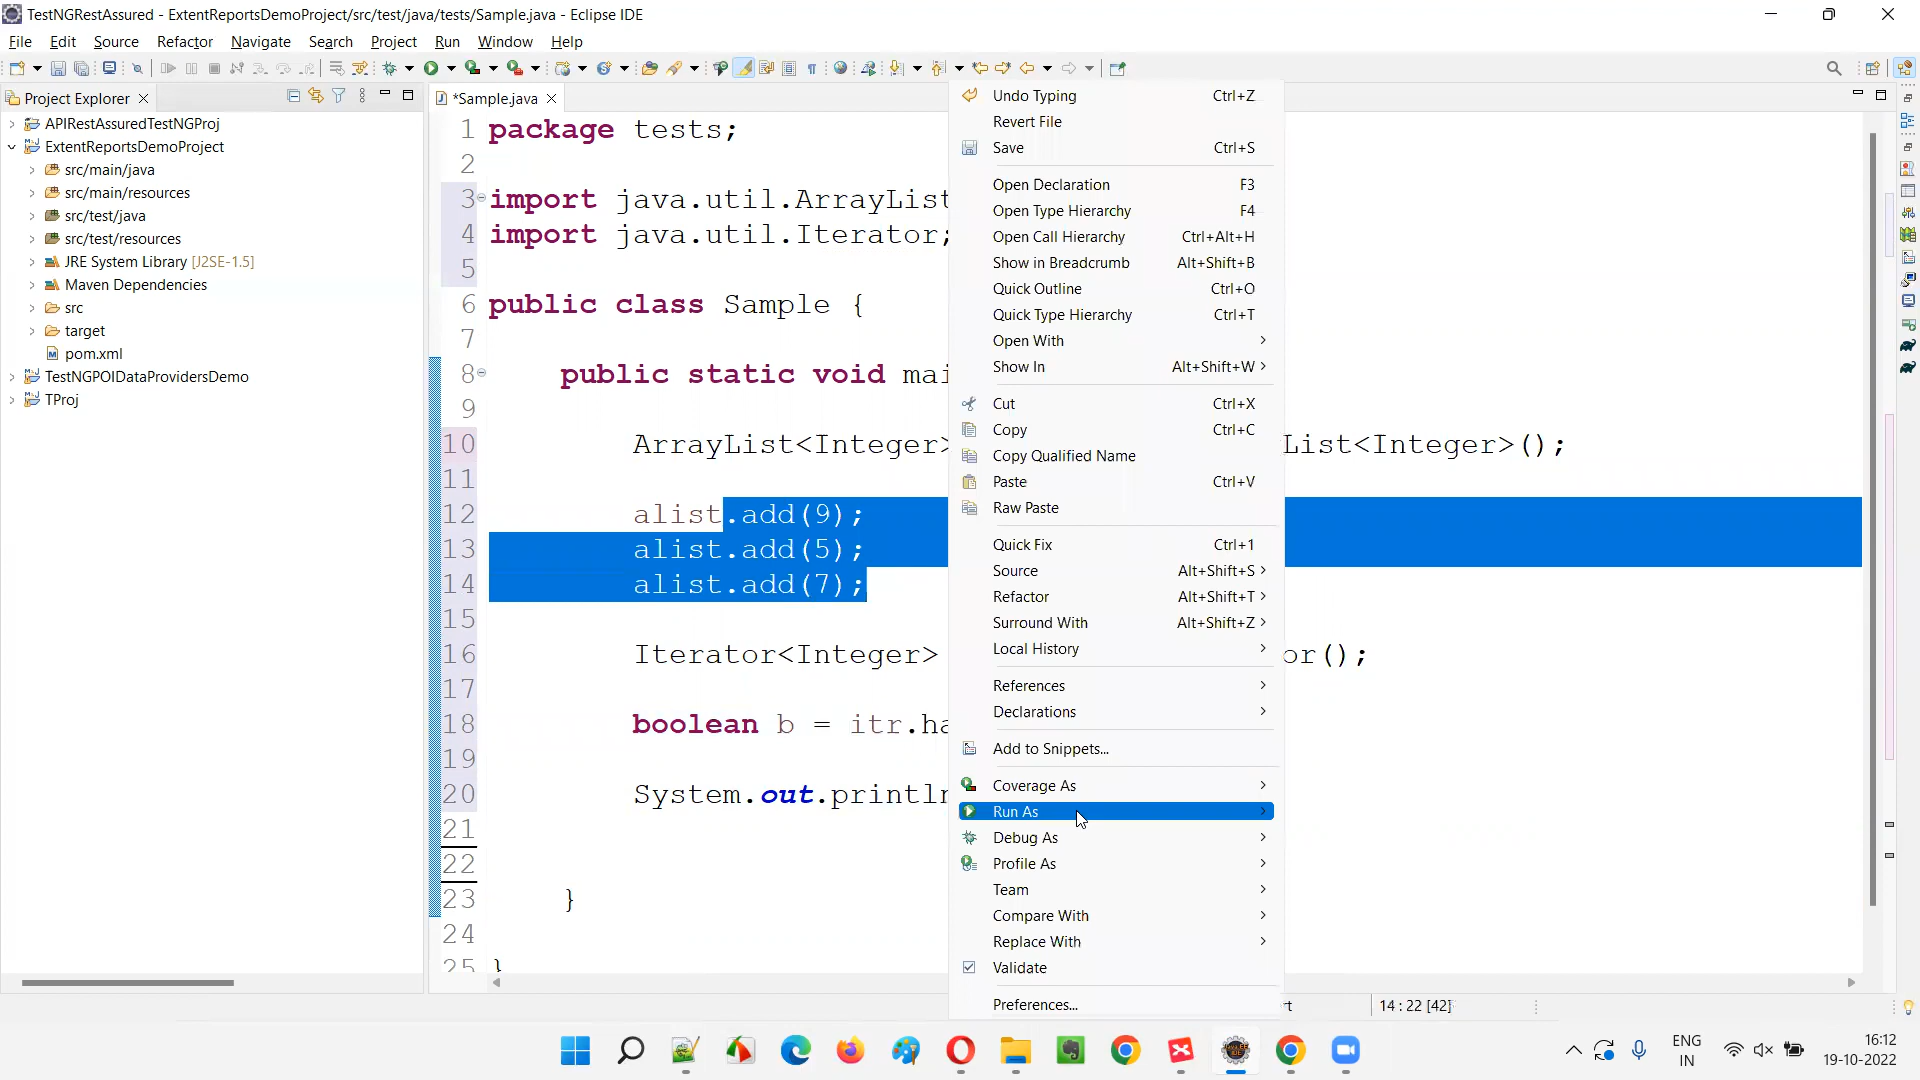 TestNGRestAssured - ExtentReportsDemoProject/src/test/java/tests/Sample.java - Eclipse IDE
File Edit Source Refactor Navigate Search Project Run Window Help
Project Explorer
*Sample.java
APIRestAssuredTestNGProj
ExtentReportsDemoProject
src/main/java
src/main/resources
src/test/java
src/test/resources
JRE System Library [J2SE-1.5]
Maven Dependencies
src
target
pom.xml
TestNGPOIDataProvidersDemo
TProj
1 package tests;
2
3 import java.util.ArrayList
4 import java.util.Iterator;
5
6 public class Sample {
7
8 public static void mai
9
10 ArrayList<Integer> List<Integer>();
11
12 alist.add(9);
13 alist.add(5);
14 alist.add(7);
15
16 Iterator<Integer> or();
17
18 boolean b = itr.ha
19
20 System.out.println
21
22
23 }
24
25 }
Undo Typing Ctrl+Z
Revert File
Save Ctrl+S
Open Declaration F3
Open Type Hierarchy F4
Open Call Hierarchy Ctrl+Alt+H
Show in Breadcrumb Alt+Shift+B
Quick Outline Ctrl+O
Quick Type Hierarchy Ctrl+T
Open With
Show In Alt+Shift+W
Cut Ctrl+X
Copy Ctrl+C
Copy Qualified Name
Paste Ctrl+V
Raw Paste
Quick Fix Ctrl+1
Source Alt+Shift+S
Refactor Alt+Shift+T
Surround With Alt+Shift+Z
Local History
References
Declarations
Add to Snippets...
Coverage As
Run As
Debug As
Profile As
Team
Compare With
Replace With
Validate
Preferences...
rt 14 : 22 [42]
ENG
IN
16:12
19-10-2022